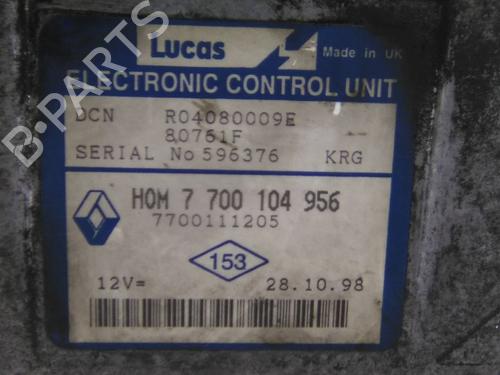 Lucas
Made in UK
ELECTRONIC CONTROL UNIT
DCN R04080009E
80761F
SERIAL No 596376 KRG
HOM 7 700 104 956
7700111205
153
12V= 28.10.98
B-PARTS